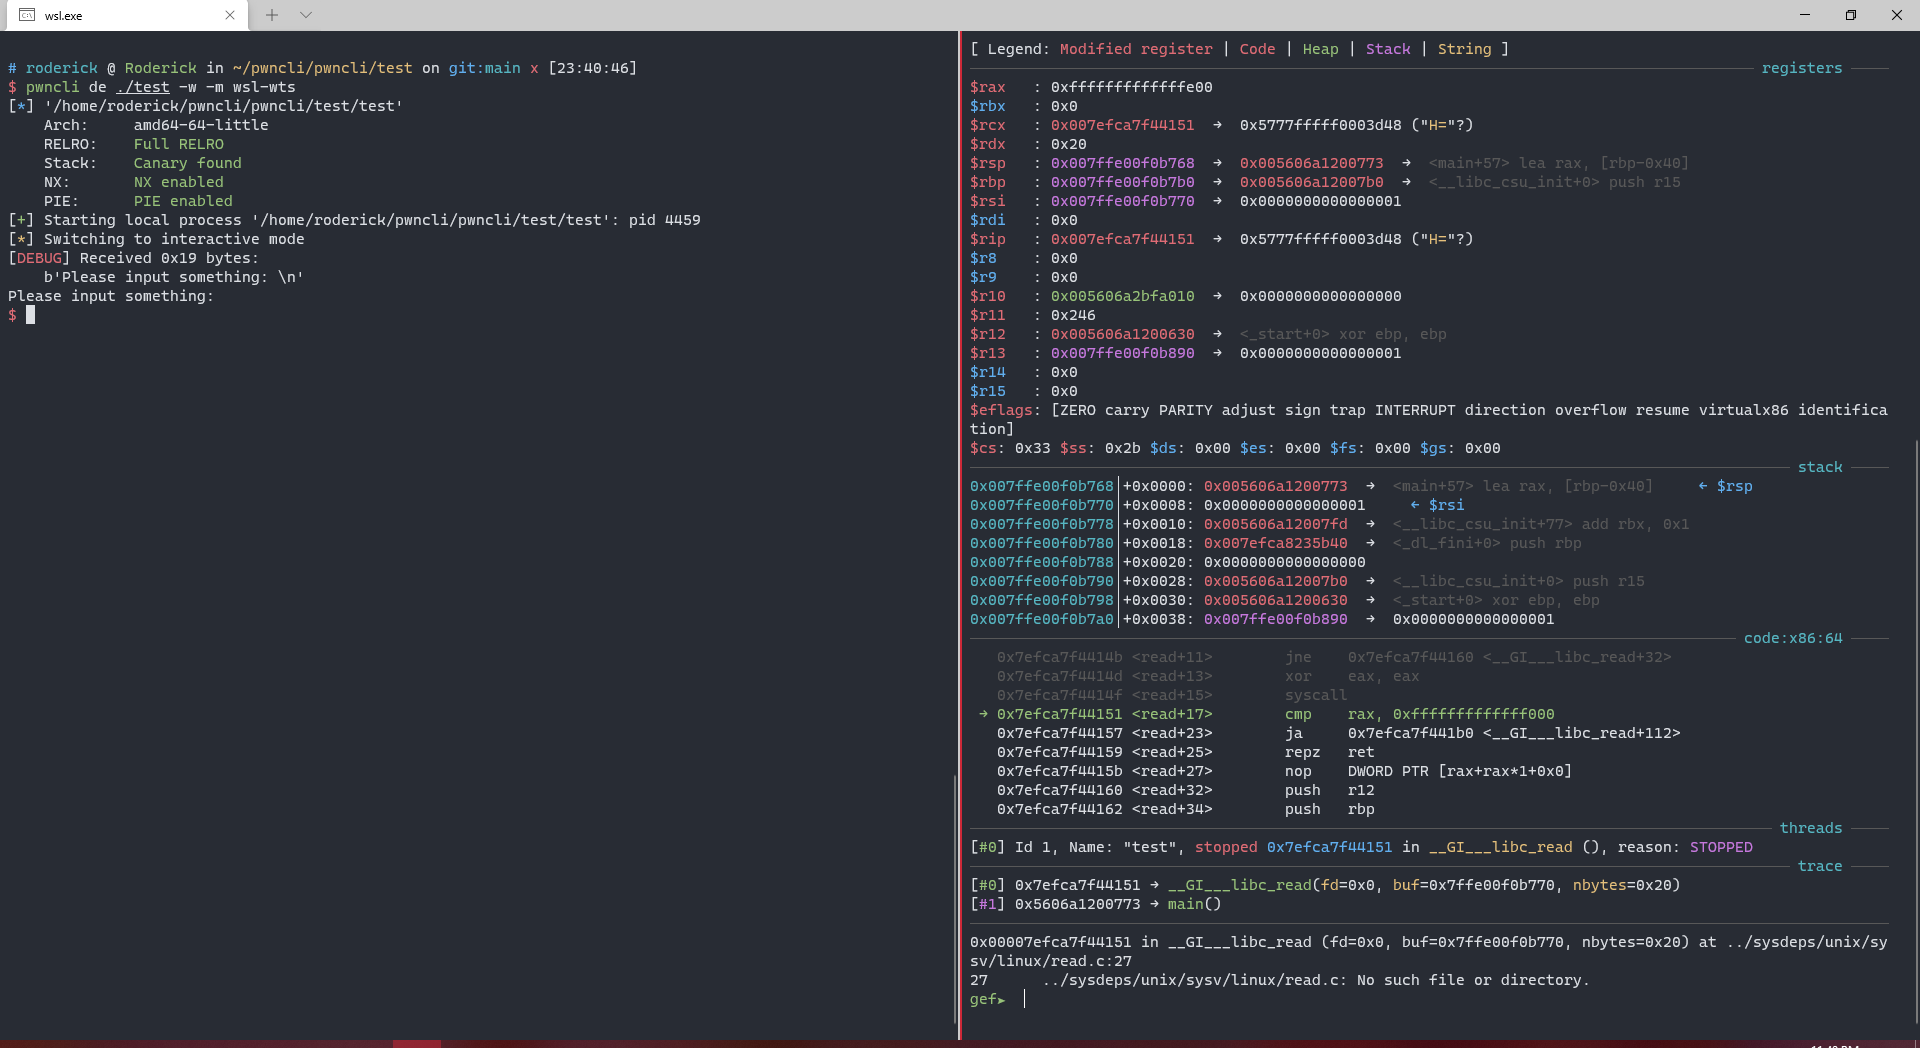 wsl.exe
# roderick @ Roderick in ~/pwncli/pwncli/test on git:main x [23:40:46]
$ pwncli de ./test -w -m wsl-wts
[*] '/home/roderick/pwncli/pwncli/test/test'
    Arch:     amd64-64-little
    RELRO:    Full RELRO
    Stack:    Canary found
    NX:       NX enabled
    PIE:      PIE enabled
[+] Starting local process '/home/roderick/pwncli/pwncli/test/test': pid 4459
[*] Switching to interactive mode
[DEBUG] Received 0x19 bytes:
    b'Please input something: \n'
Please input something:
$
[ Legend: Modified register | Code | Heap | Stack | String ]
registers
$rax   : 0xfffffffffffffe00
$rbx   : 0x0
$rcx   : 0x007efca7f44151  →  0x5777fffff0003d48 ("H="?)
$rdx   : 0x20
$rsp   : 0x007ffe00f0b768  →  0x005606a1200773  →  <main+57> lea rax, [rbp-0x40]
$rbp   : 0x007ffe00f0b7b0  →  0x005606a12007b0  →  <__libc_csu_init+0> push r15
$rsi   : 0x007ffe00f0b770  →  0x0000000000000001
$rdi   : 0x0
$rip   : 0x007efca7f44151  →  0x5777fffff0003d48 ("H="?)
$r8    : 0x0
$r9    : 0x0
$r10   : 0x005606a2bfa010  →  0x0000000000000000
$r11   : 0x246
$r12   : 0x005606a1200630  →  <_start+0> xor ebp, ebp
$r13   : 0x007ffe00f0b890  →  0x0000000000000001
$r14   : 0x0
$r15   : 0x0
$eflags: [ZERO carry PARITY adjust sign trap INTERRUPT direction overflow resume virtualx86 identifica
tion]
$cs: 0x33 $ss: 0x2b $ds: 0x00 $es: 0x00 $fs: 0x00 $gs: 0x00
stack
0x007ffe00f0b768│+0x0000: 0x005606a1200773  →  <main+57> lea rax, [rbp-0x40]     ← $rsp
0x007ffe00f0b770│+0x0008: 0x0000000000000001     ← $rsi
0x007ffe00f0b778│+0x0010: 0x005606a12007fd  →  <__libc_csu_init+77> add rbx, 0x1
0x007ffe00f0b780│+0x0018: 0x007efca8235b40  →  <_dl_fini+0> push rbp
0x007ffe00f0b788│+0x0020: 0x0000000000000000
0x007ffe00f0b790│+0x0028: 0x005606a12007b0  →  <__libc_csu_init+0> push r15
0x007ffe00f0b798│+0x0030: 0x005606a1200630  →  <_start+0> xor ebp, ebp
0x007ffe00f0b7a0│+0x0038: 0x007ffe00f0b890  →  0x0000000000000001
code:x86:64
   0x7efca7f4414b <read+11>        jne    0x7efca7f44160 <__GI___libc_read+32>
   0x7efca7f4414d <read+13>        xor    eax, eax
   0x7efca7f4414f <read+15>        syscall
 → 0x7efca7f44151 <read+17>        cmp    rax, 0xfffffffffffff000
   0x7efca7f44157 <read+23>        ja     0x7efca7f441b0 <__GI___libc_read+112>
   0x7efca7f44159 <read+25>        repz   ret
   0x7efca7f4415b <read+27>        nop    DWORD PTR [rax+rax*1+0x0]
   0x7efca7f44160 <read+32>        push   r12
   0x7efca7f44162 <read+34>        push   rbp
threads
[#0] Id 1, Name: "test", stopped 0x7efca7f44151 in __GI___libc_read (), reason: STOPPED
trace
[#0] 0x7efca7f44151 → __GI___libc_read(fd=0x0, buf=0x7ffe00f0b770, nbytes=0x20)
[#1] 0x5606a1200773 → main()
0x00007efca7f44151 in __GI___libc_read (fd=0x0, buf=0x7ffe00f0b770, nbytes=0x20) at ../sysdeps/unix/sy
sv/linux/read.c:27
27      ../sysdeps/unix/sysv/linux/read.c: No such file or directory.
gef➤